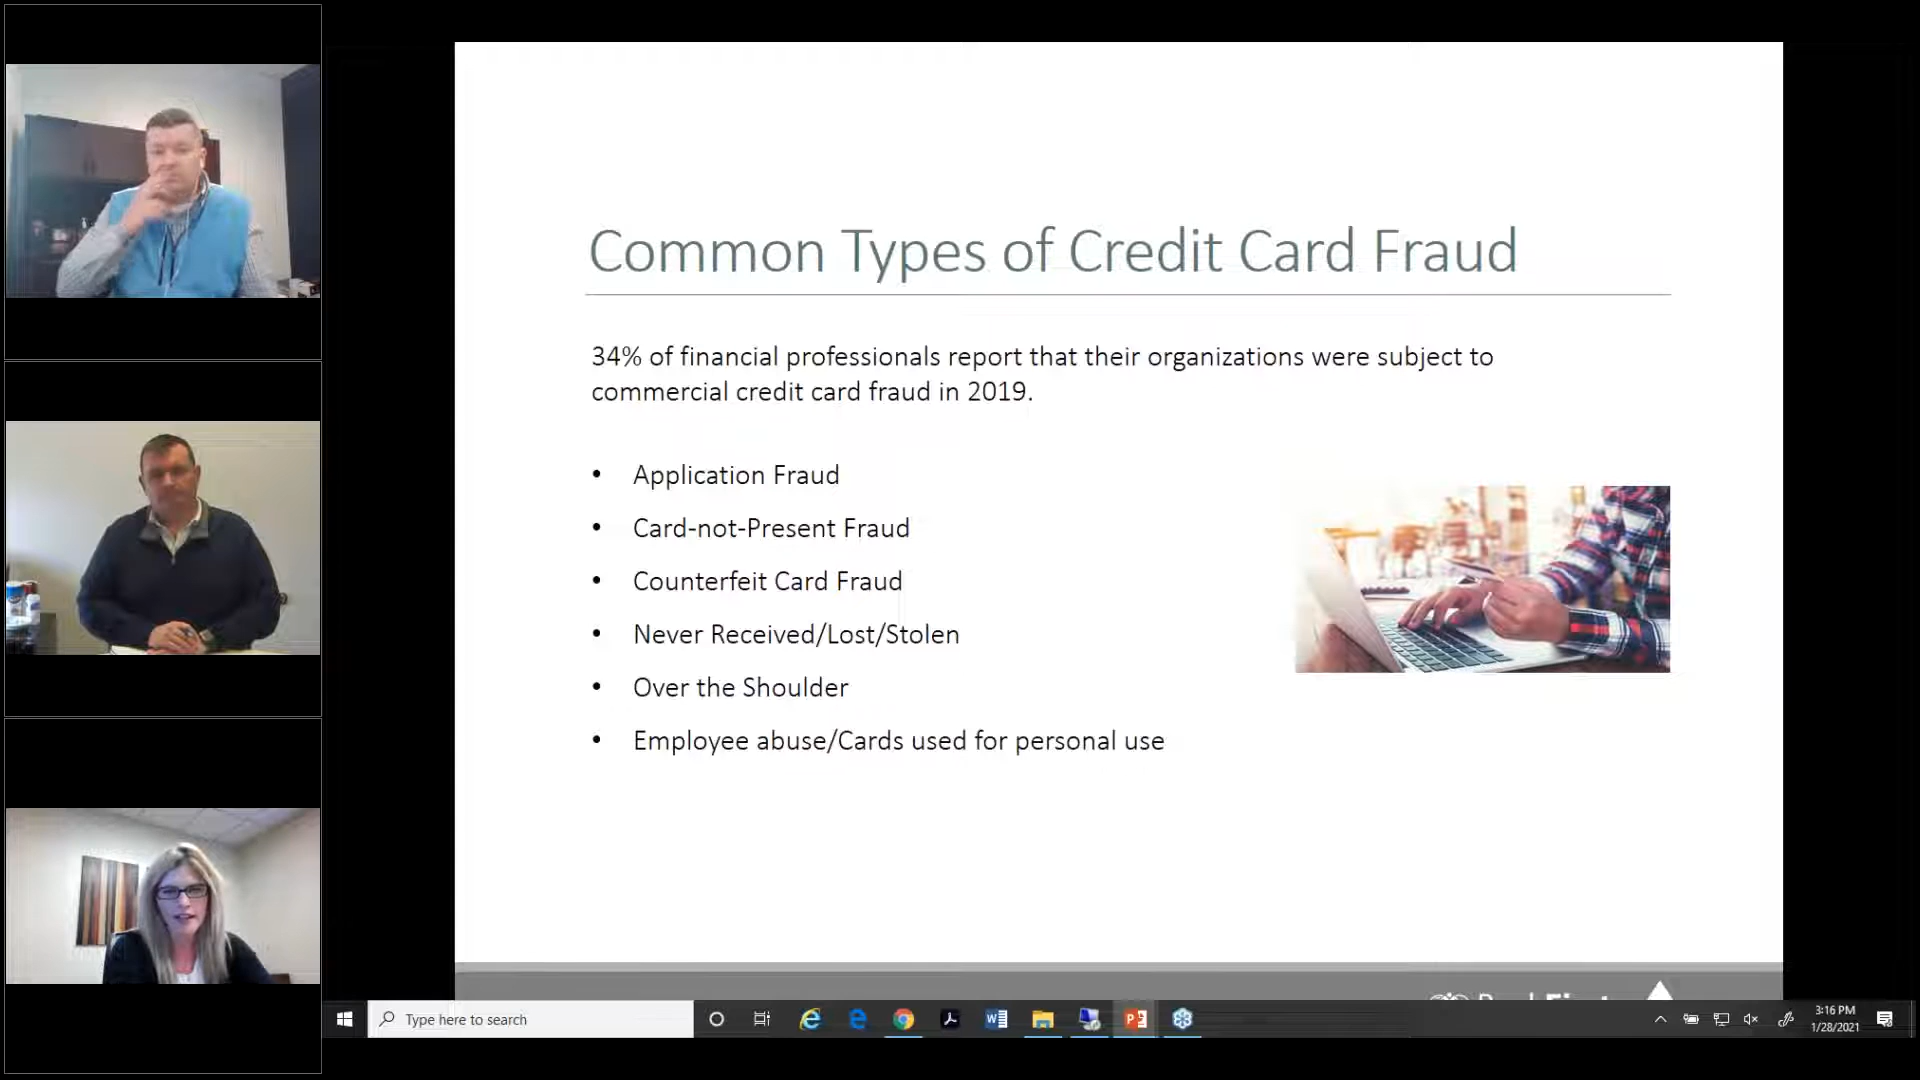 Common Types of Credit Card Fraud
34% of financial professionals report that their organizations were subject to
commercial credit card fraud in 2019.
• Application Fraud
• Card-not-Present Fraud
• Counterfeit Card Fraud
• Never Received/Lost/Stolen
• Over the Shoulder
• Employee abuse/Cards used for personal use
Type here to search
3:16 PM
1/28/2021